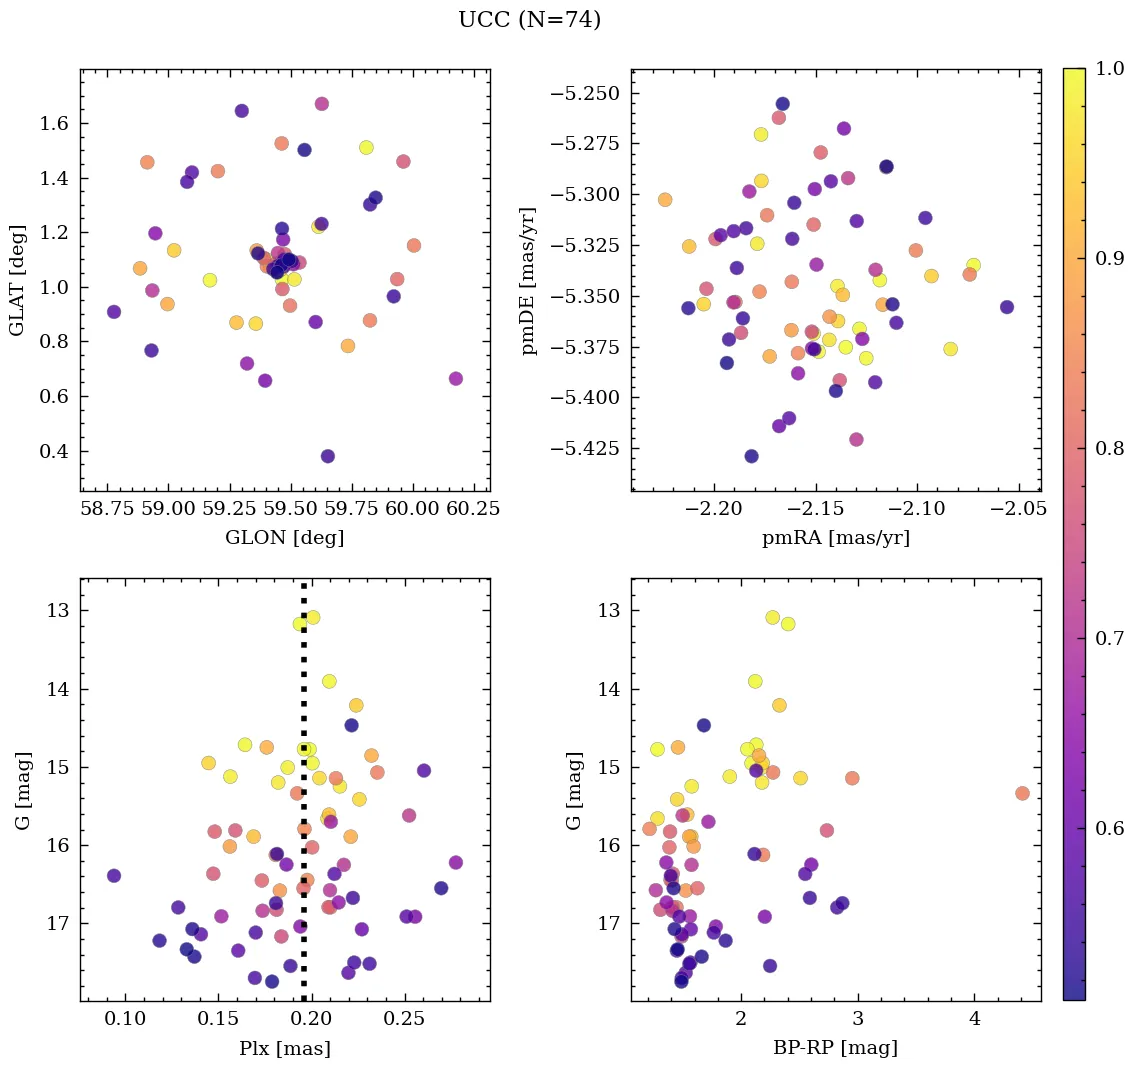 UCC (N=74)
1.6
1.4
1.2
1.0
0.8
0.6
0.4
58.75 59.00 59.25 59.50 59.75 60.00 60.25
GLON [deg]
GLAT [deg]
−5.250
−5.275
−5.300
−5.325
−5.350
−5.375
−5.400
−5.425
−2.20 −2.15 −2.10 −2.05
pmRA [mas/yr]
pmDE [mas/yr]
13
14
15
16
17
0.10 0.15 0.20 0.25
Plx [mas]
G [mag]
13
14
15
16
17
2 3 4
BP-RP [mag]
G [mag]
1.0
0.9
0.8
0.7
0.6